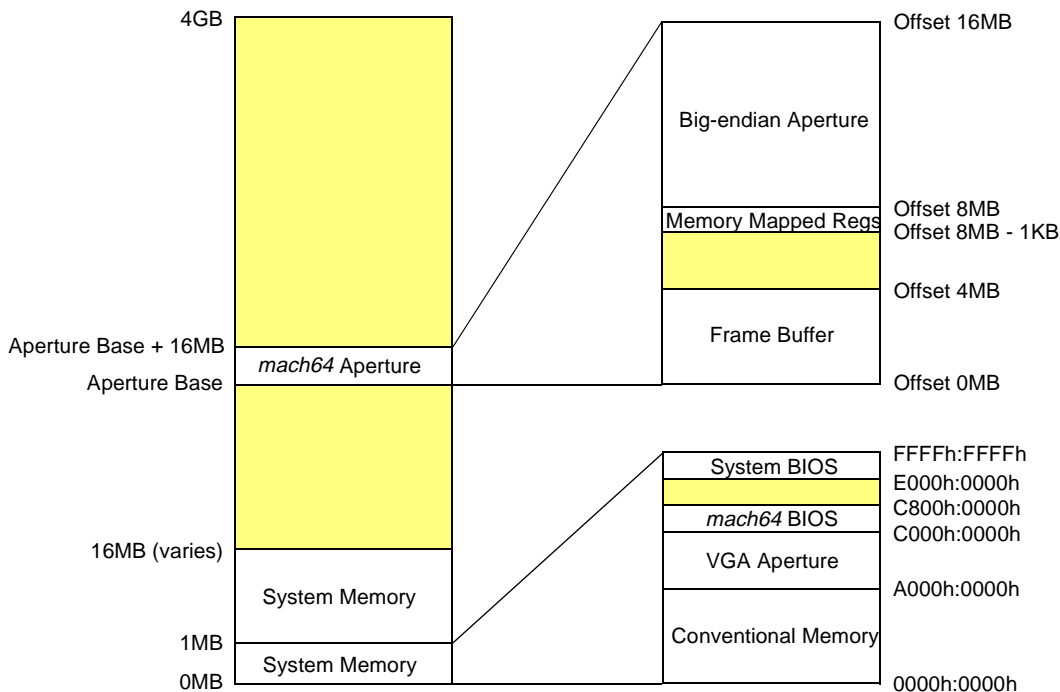 4GB
Aperture Base + 16MB
mach64 Aperture
Aperture Base
16MB (varies)
System Memory
1MB
System Memory
0MB
Offset 16MB
Big-endian Aperture
Offset 8MB
Memory Mapped Regs
Offset 8MB - 1KB
Offset 4MB
Frame Buffer
Offset 0MB
FFFFh:FFFFh
System BIOS
E000h:0000h
C800h:0000h
mach64 BIOS
C000h:0000h
VGA Aperture
A000h:0000h
Conventional Memory
0000h:0000h